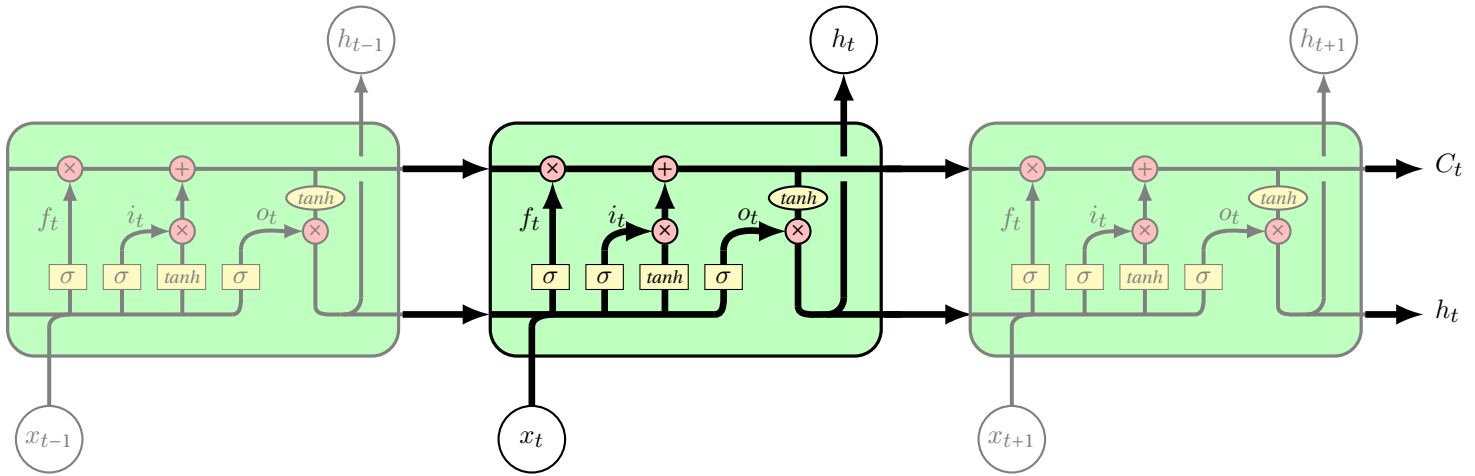 h_{t−1} h_t h_{t+1}
× + × + × + C_t
tanh tanh tanh
f_t i_t × o_t × f_t i_t × o_t × f_t i_t × o_t ×
σ σ tanh σ σ σ tanh σ σ σ tanh σ
h_t
x_{t−1} x_t x_{t+1}